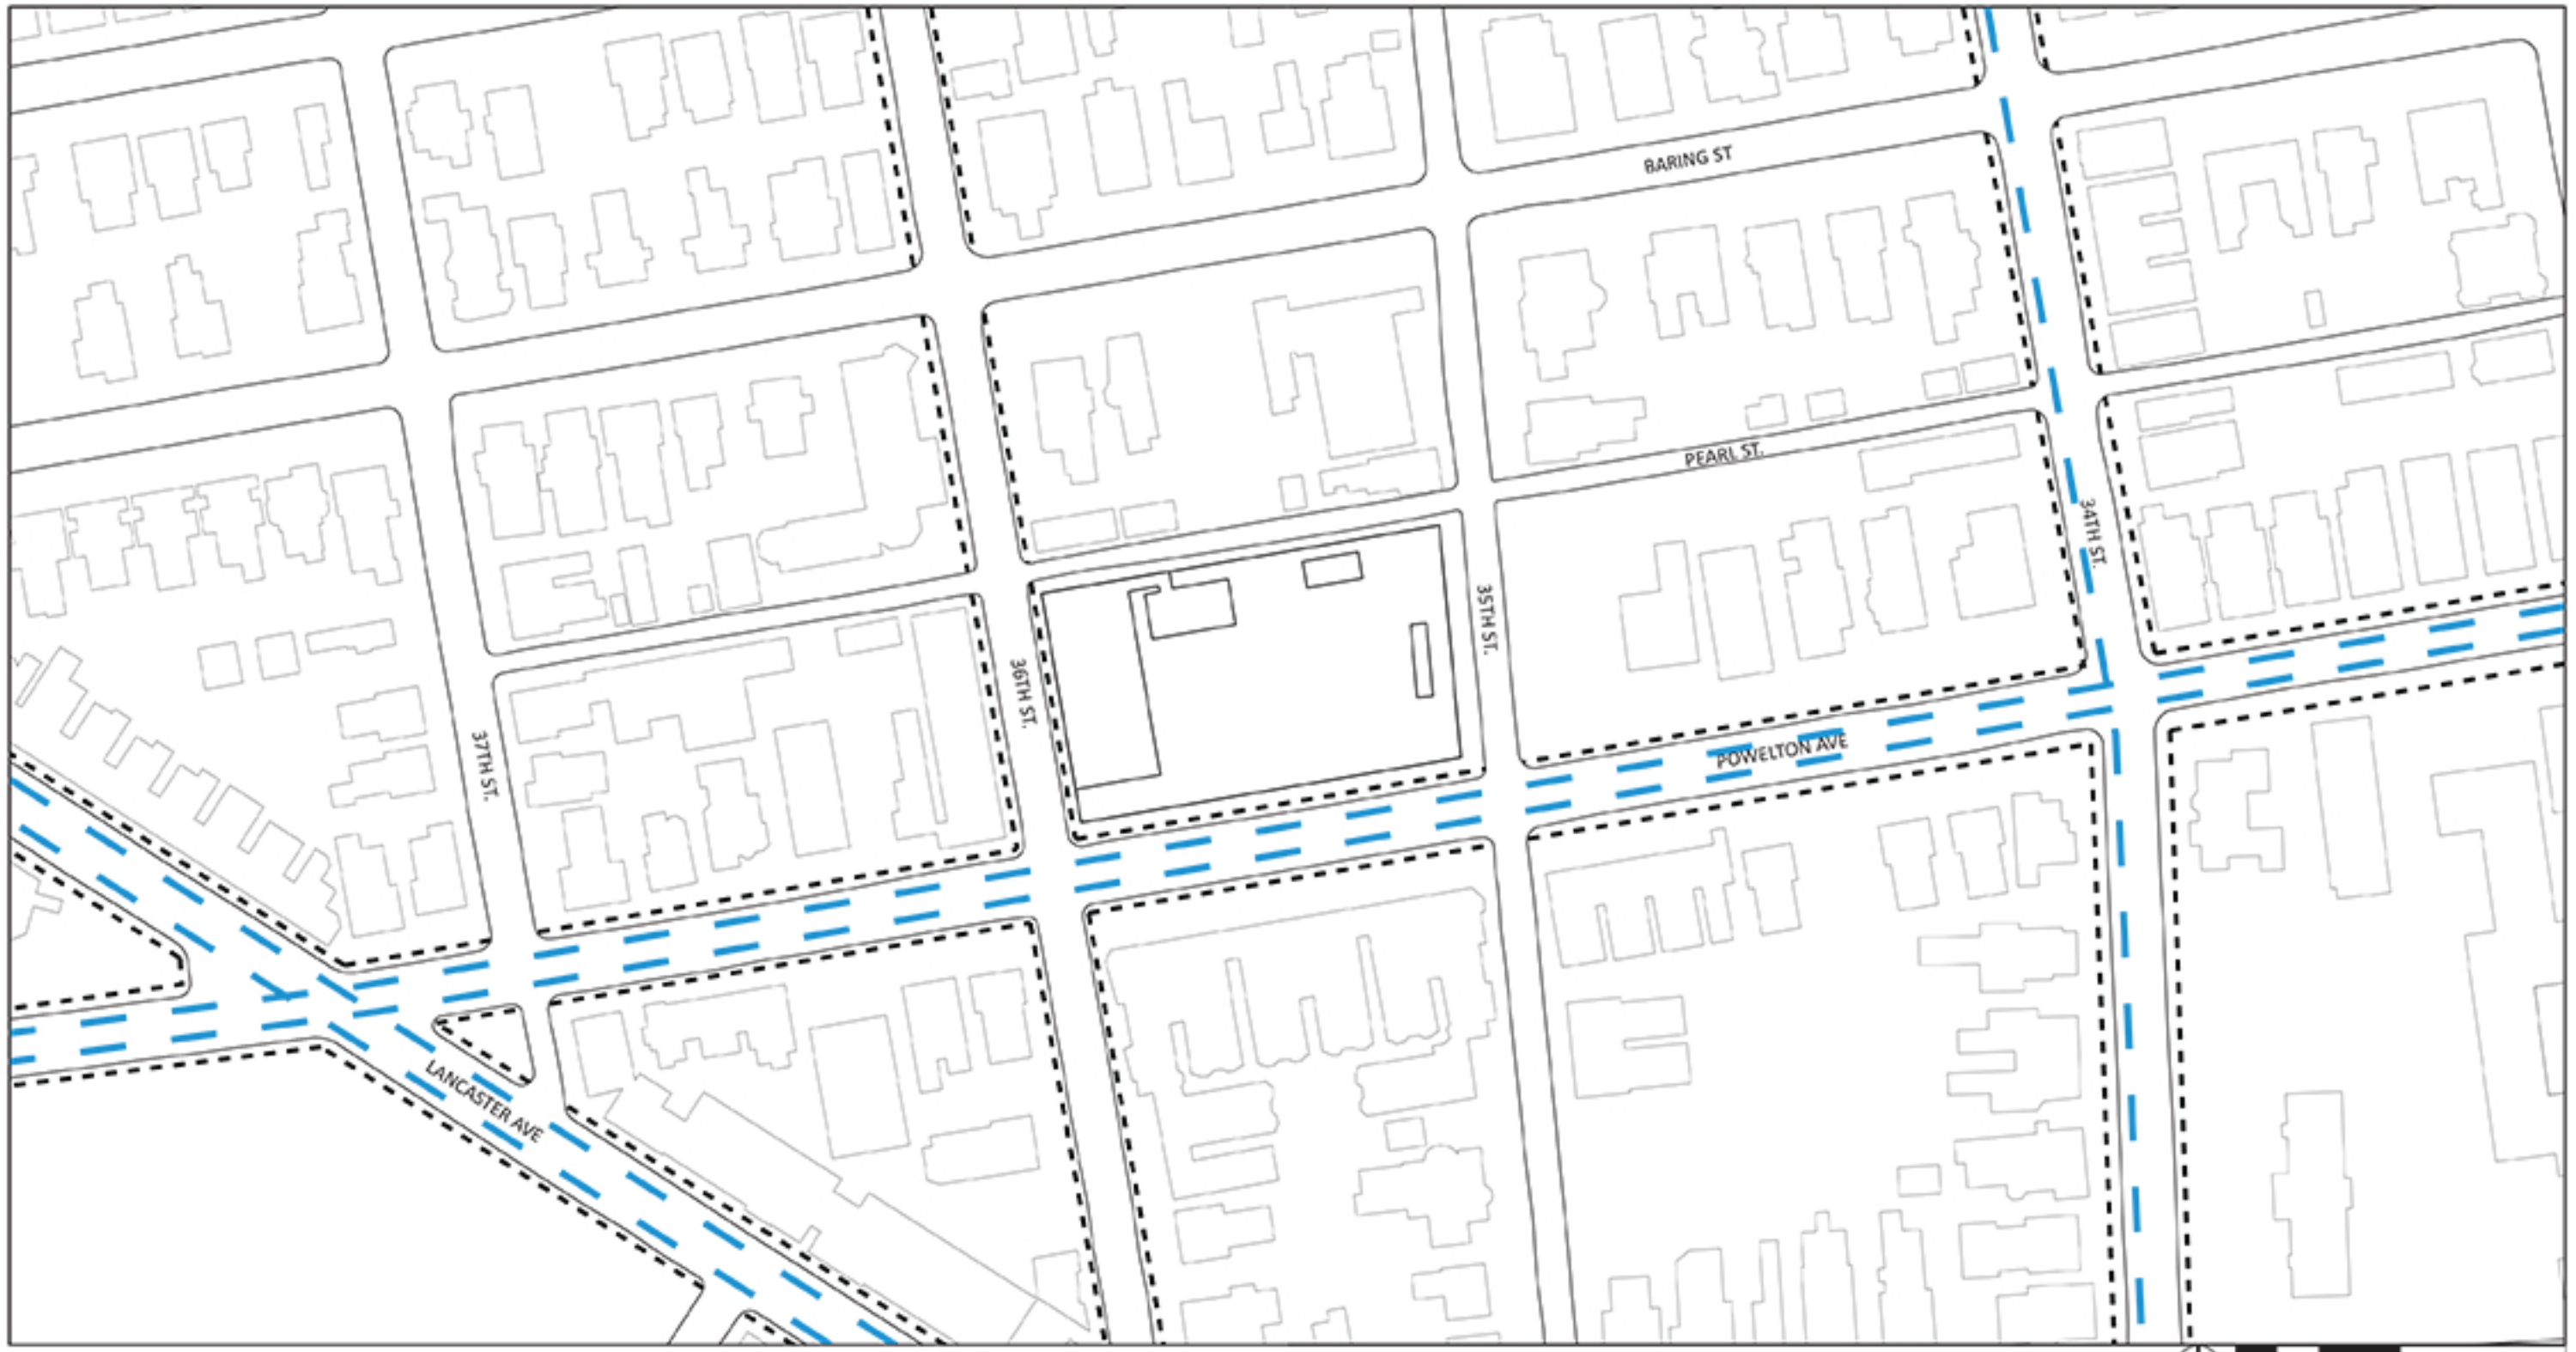 BARING ST
PEARL ST.
34TH ST.
35TH ST.
36TH ST.
37TH ST.
POWELTON AVE
LANCASTER AVE